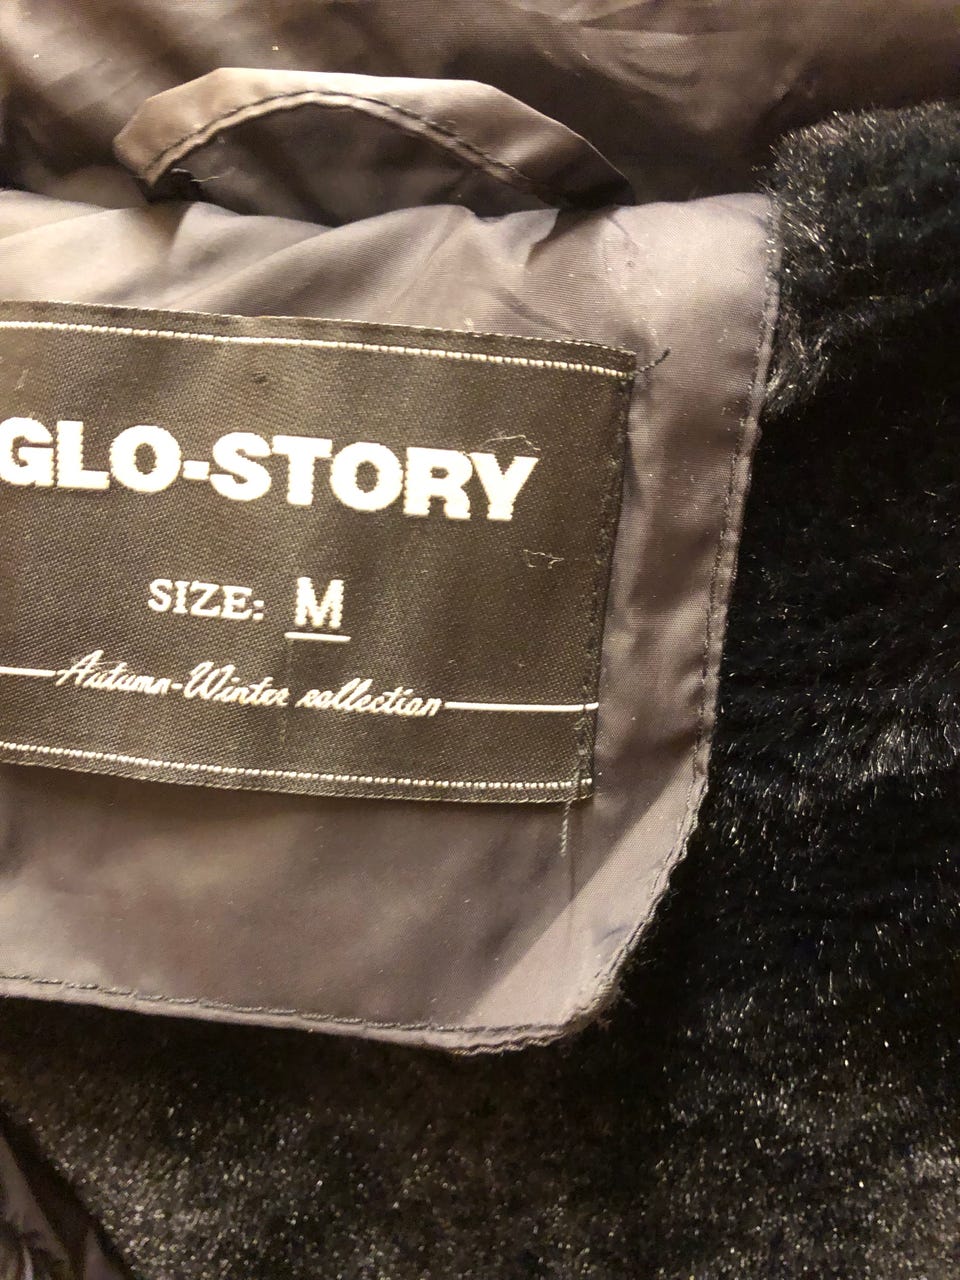 GLO-STORY
SIZE: M
Autumn-Winter collection